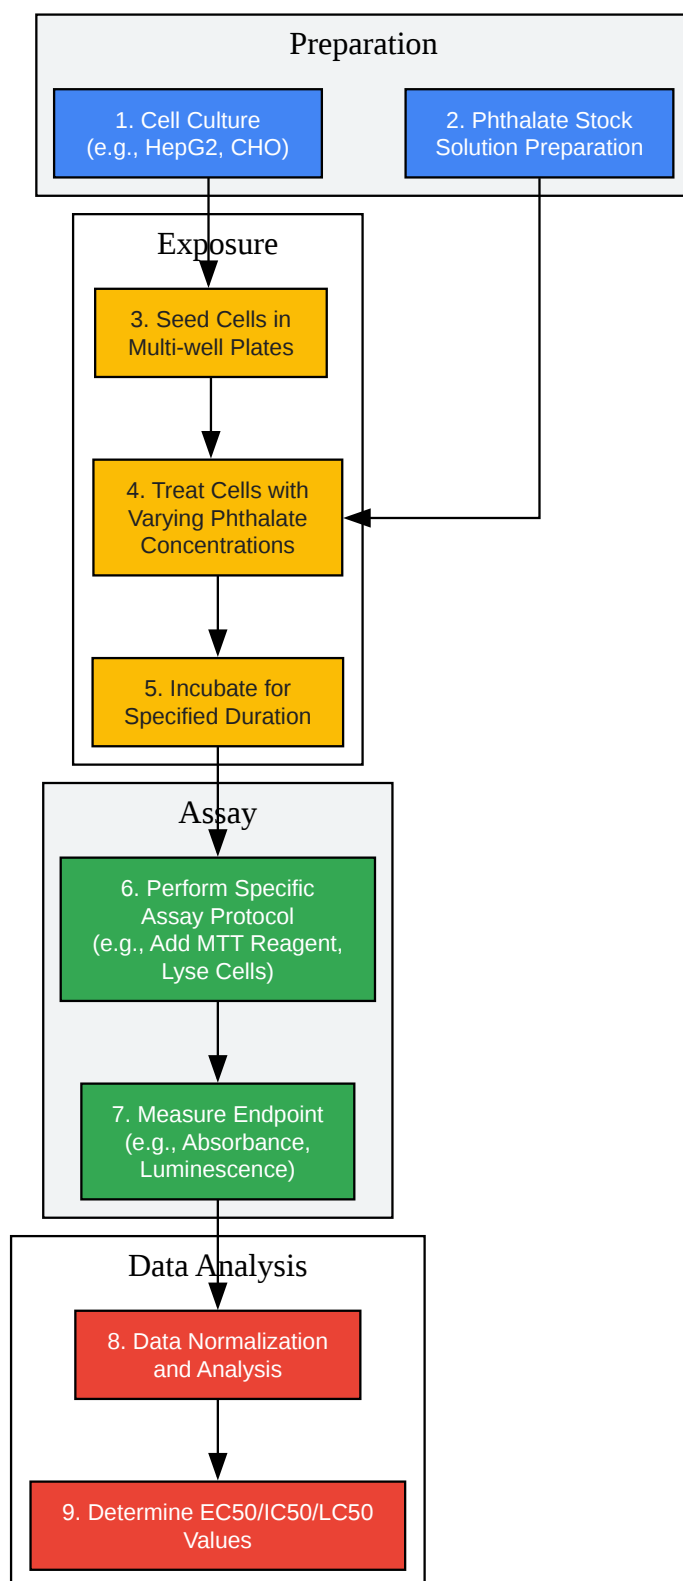 Preparation
1. Cell Culture
(e.g., HepG2, CHO)
2. Phthalate Stock
Solution Preparation
Exposure
3. Seed Cells in
Multi-well Plates
4. Treat Cells with
Varying Phthalate
Concentrations
5. Incubate for
Specified Duration
Assay
6. Perform Specific
Assay Protocol
(e.g., Add MTT Reagent,
Lyse Cells)
7. Measure Endpoint
(e.g., Absorbance,
Luminescence)
Data Analysis
8. Data Normalization
and Analysis
9. Determine EC50/IC50/LC50
Values